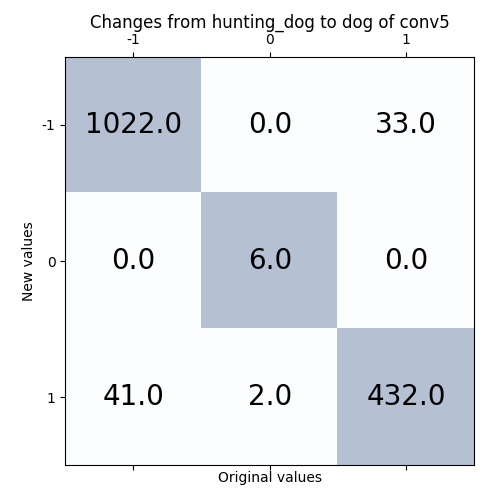 Changes from hunting_dog to dog of conv5
-1 0 1
-1 1022.0 0.0 33.0
0 0.0 6.0 0.0
1 41.0 2.0 432.0
New values
Original values